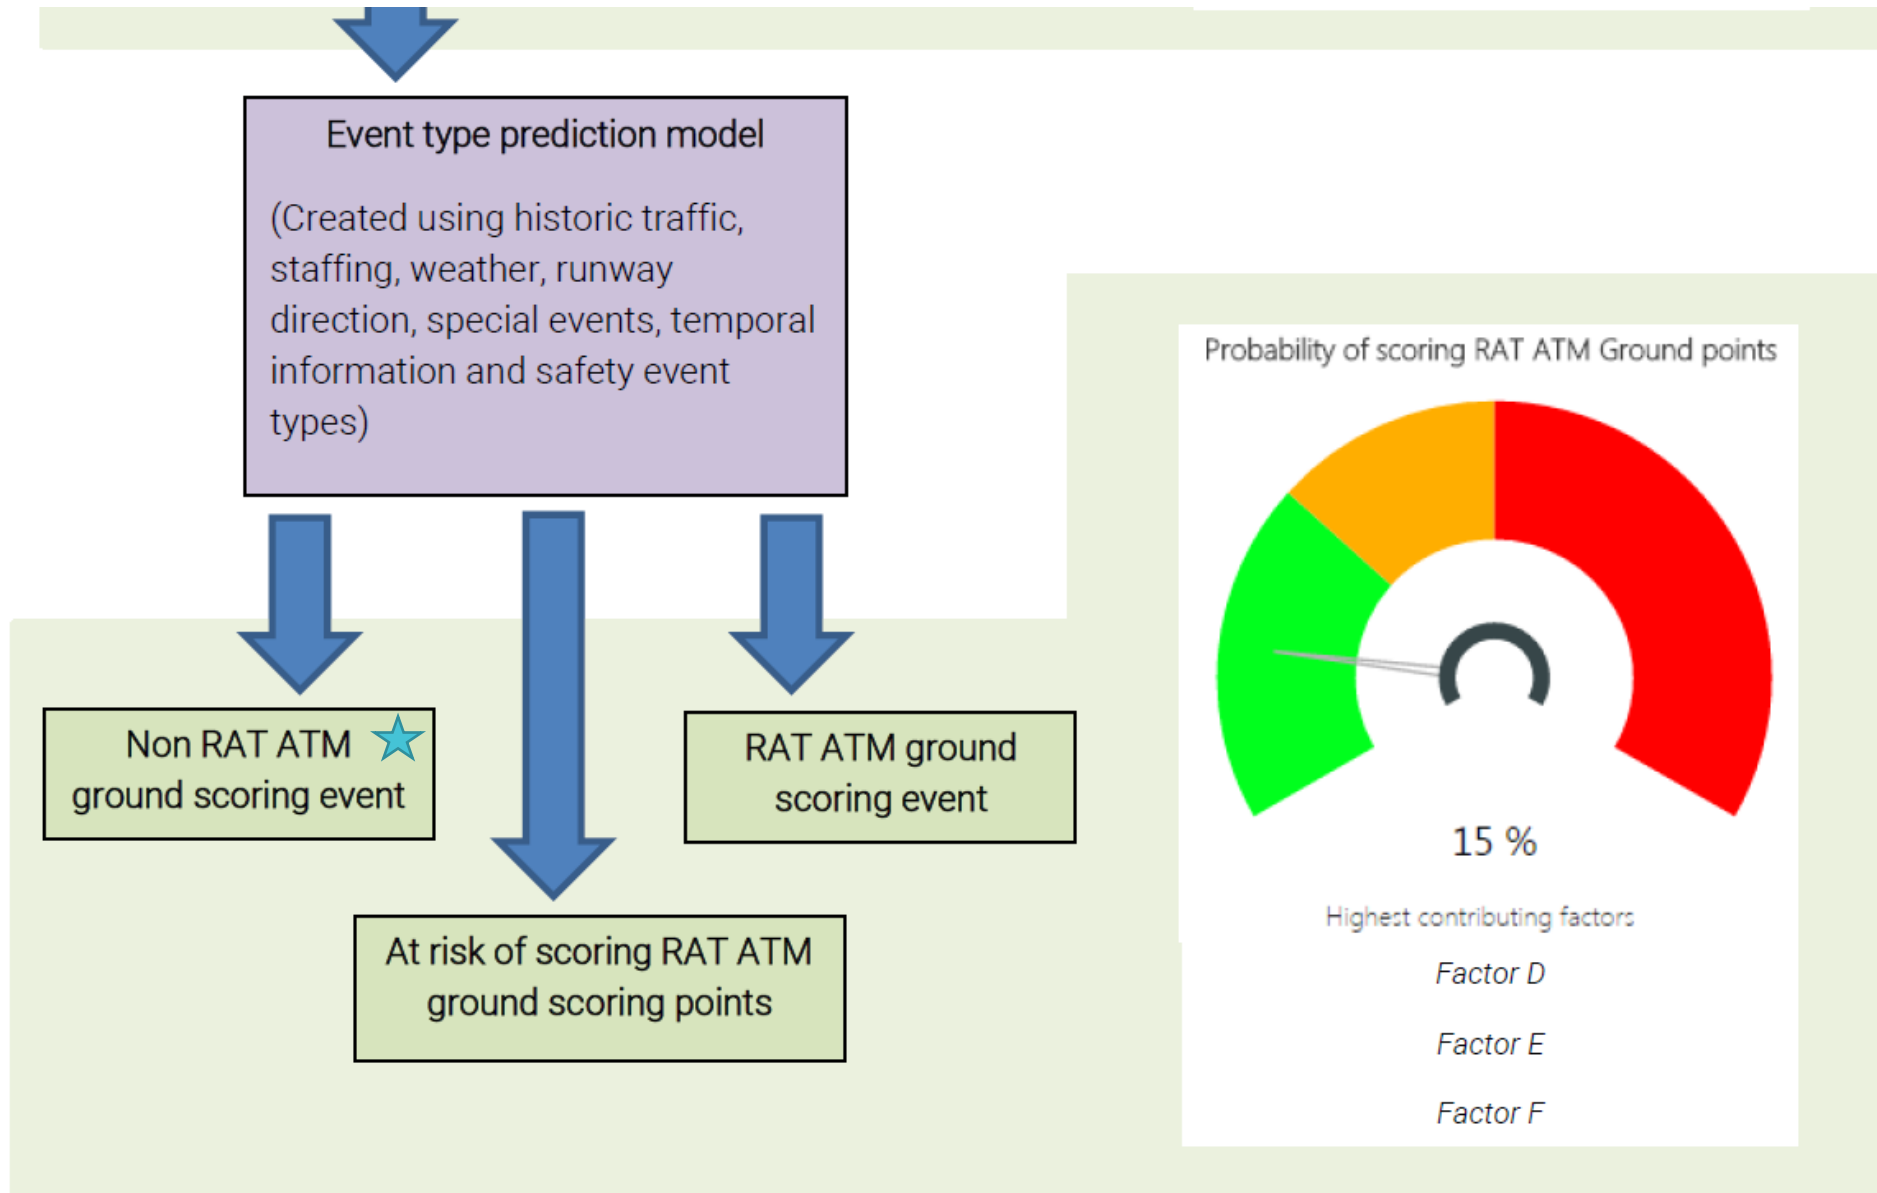 Event type prediction model
(Created using historic traffic,
staffing, weather, runway
direction, special events, temporal
information and safety event
types)
Non RAT ATM
ground scoring event
RAT ATM ground
scoring event
At risk of scoring RAT ATM
ground scoring points
Probability of scoring RAT ATM Ground points
15 %
Highest contributing factors
Factor D
Factor E
Factor F